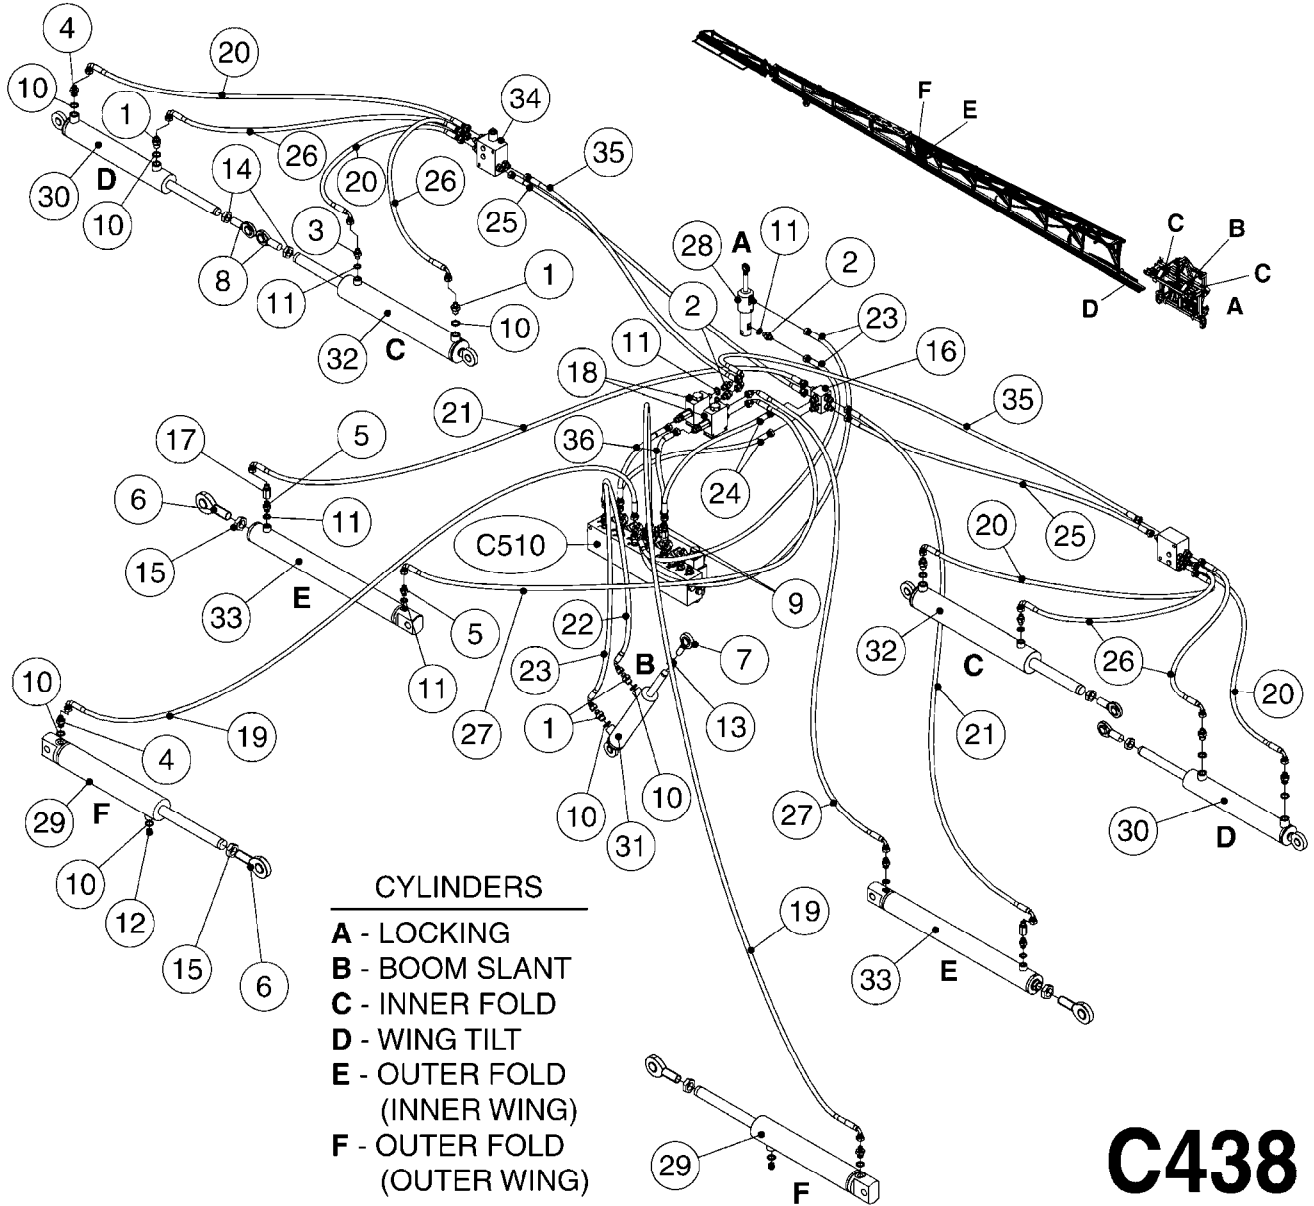 4
20
10
1
34
35
26
30
D
14
20
26
10
25
8
3
11
1
32
C
10
28
A
11
2
23
2
16
11
18
F
E
C
B
C
D
A
21
5
17
36
35
6
11
24
15
C510
20
25
33
E
9
22
5
B
7
32
C
26
10
23
11
20
19
27
1
13
21
4
29
F
10
10
27
30
D
31
10
12
15
6
19
33
E
CYLINDERS
A - LOCKING
B - BOOM SLANT
C - INNER FOLD
D - WING TILT
E - OUTER FOLD
(INNER WING)
F - OUTER FOLD
(OUTER WING)
29
F
C438